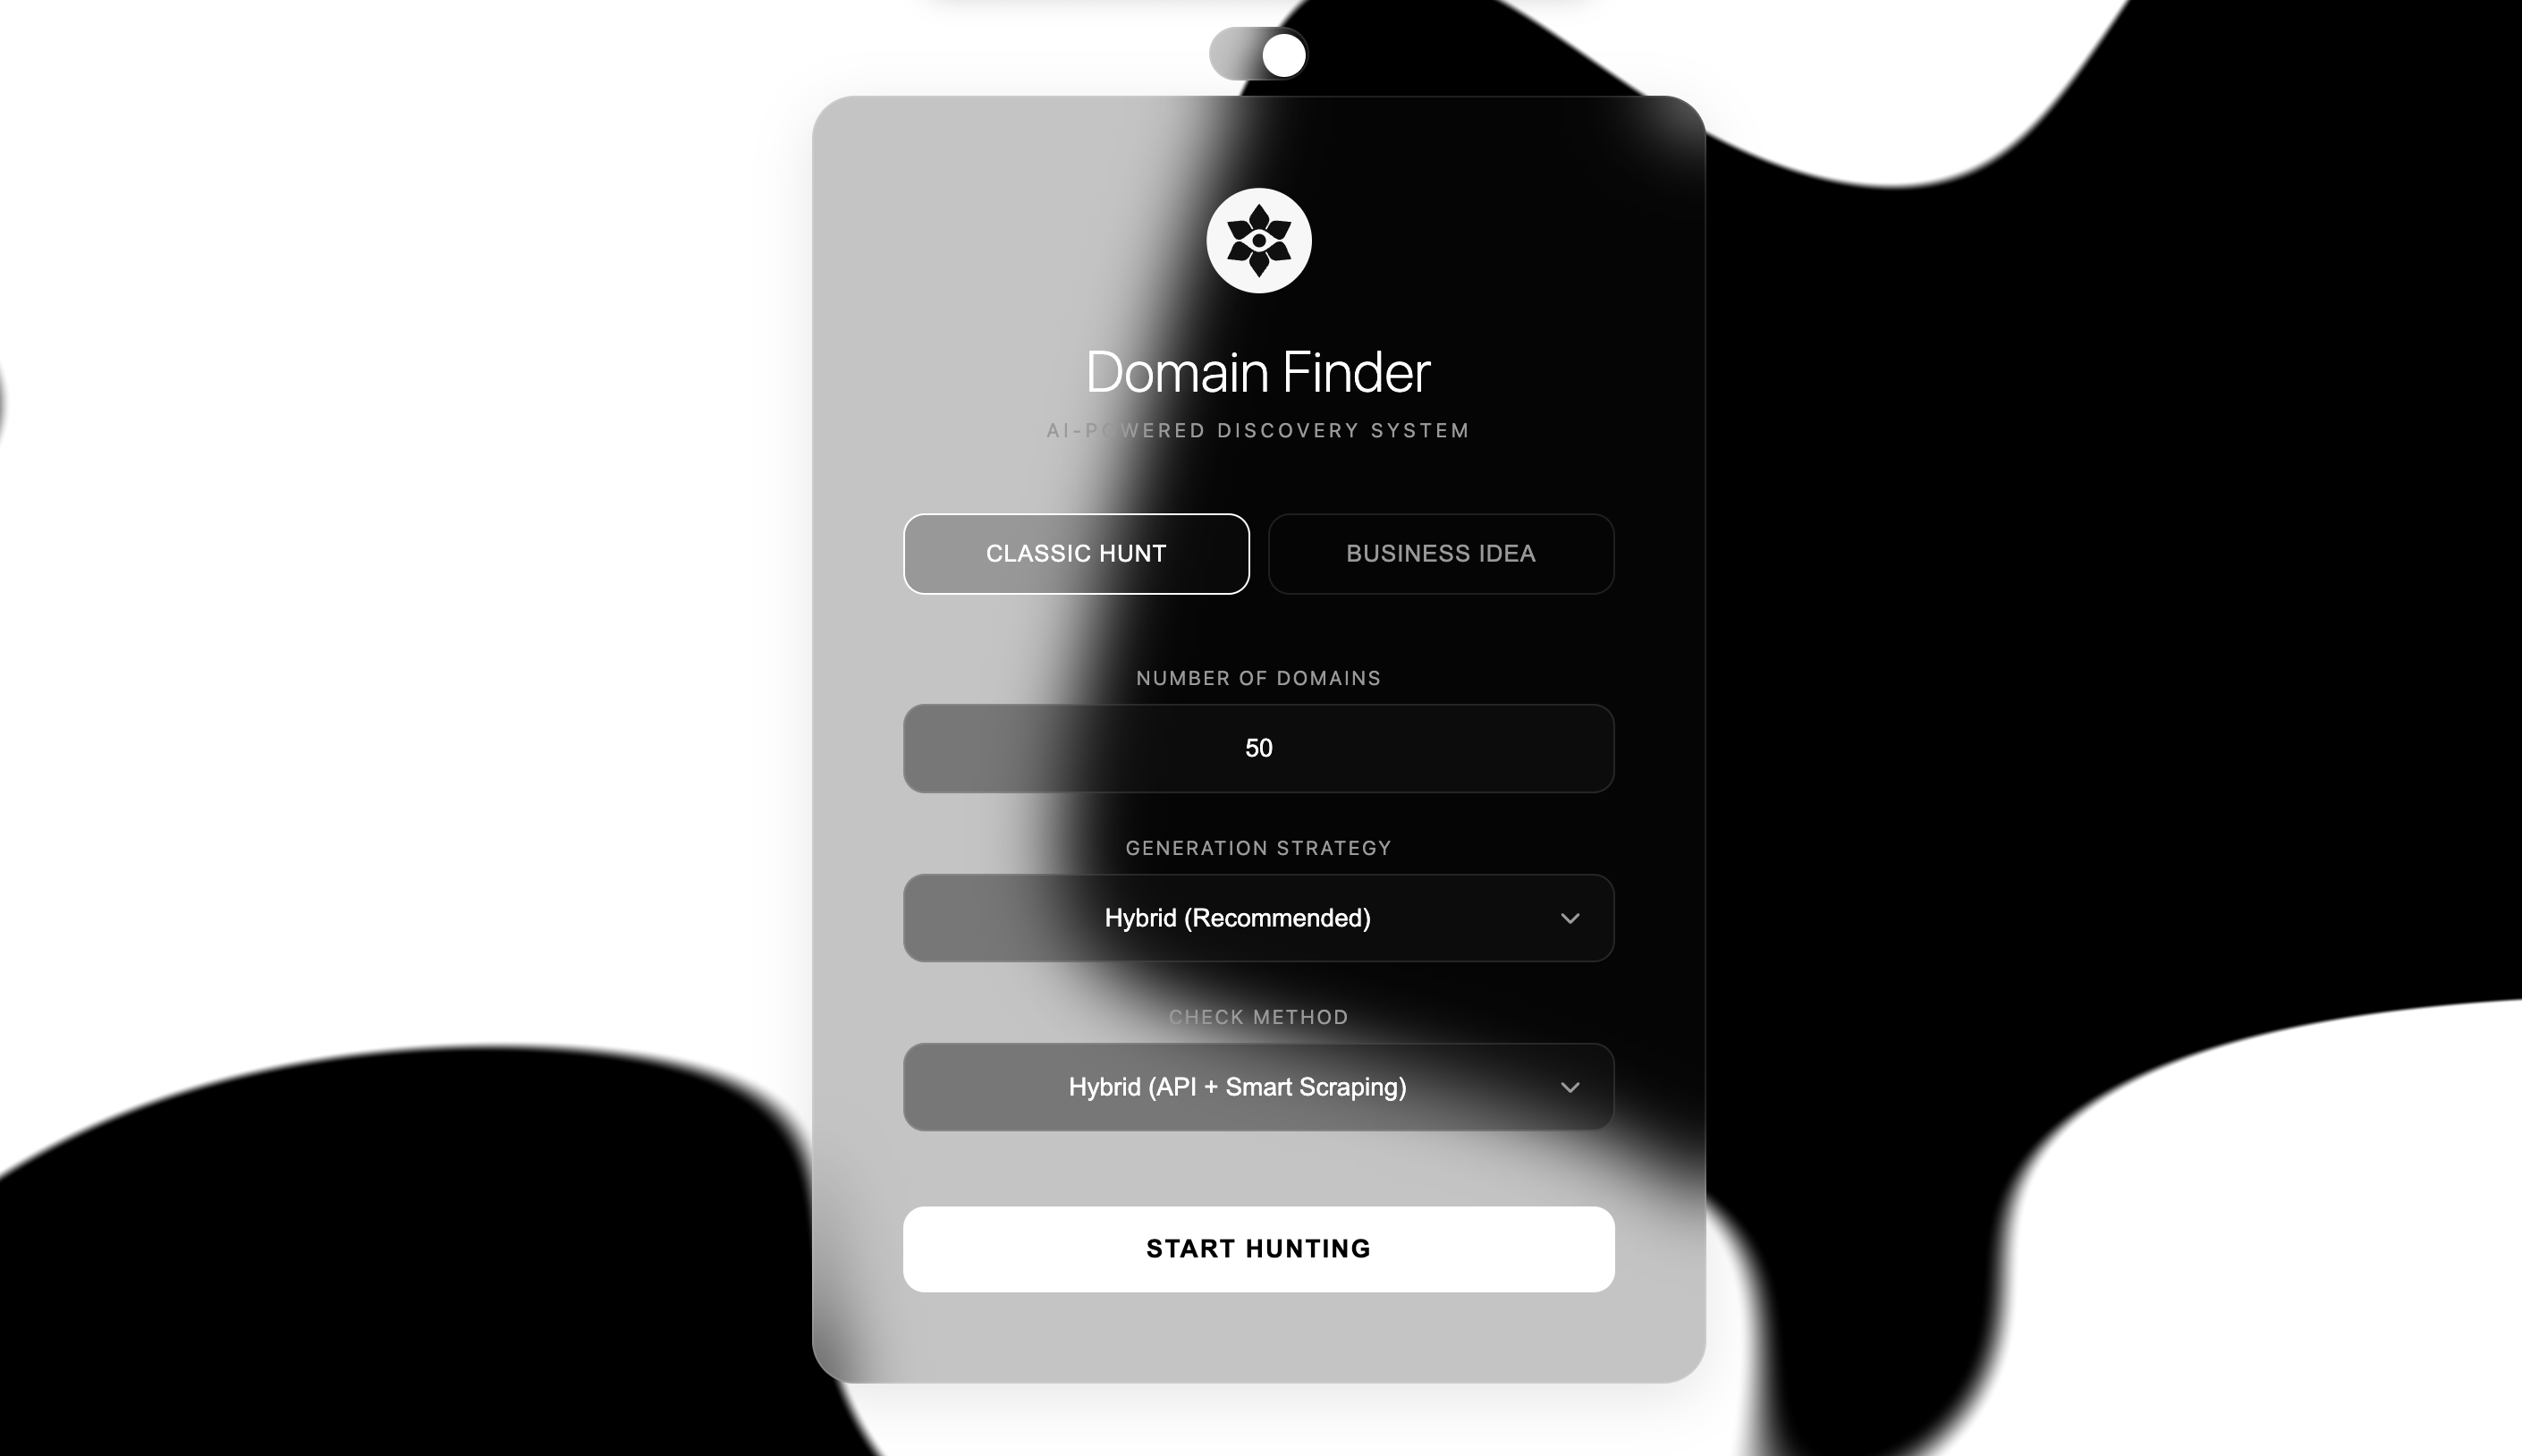 Domain Finder
AI-POWERED DISCOVERY SYSTEM
CLASSIC HUNT
BUSINESS IDEA
NUMBER OF DOMAINS
50
GENERATION STRATEGY
Hybrid (Recommended)
CHECK METHOD
Hybrid (API + Smart Scraping)
START HUNTING